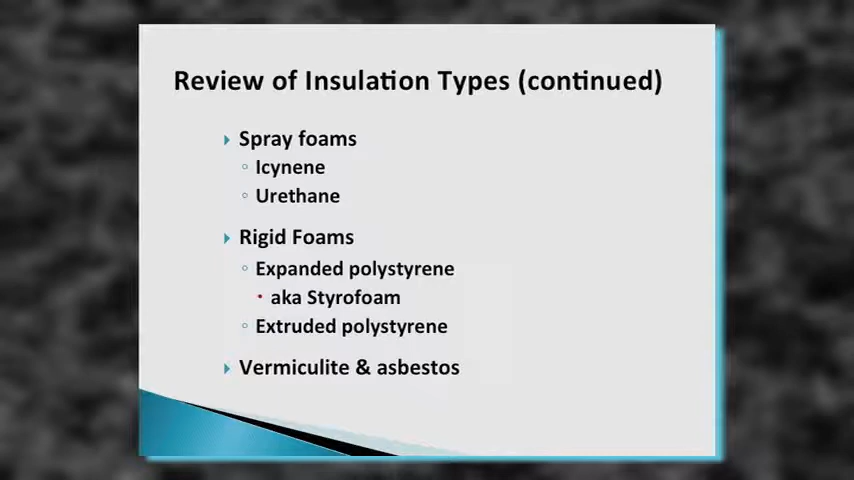 Review of Insulation Types (continued)
Spray foams
Icynene
Urethane
Rigid Foams
Expanded polystyrene
aka Styrofoam
Extruded polystyrene
Vermiculite & asbestos